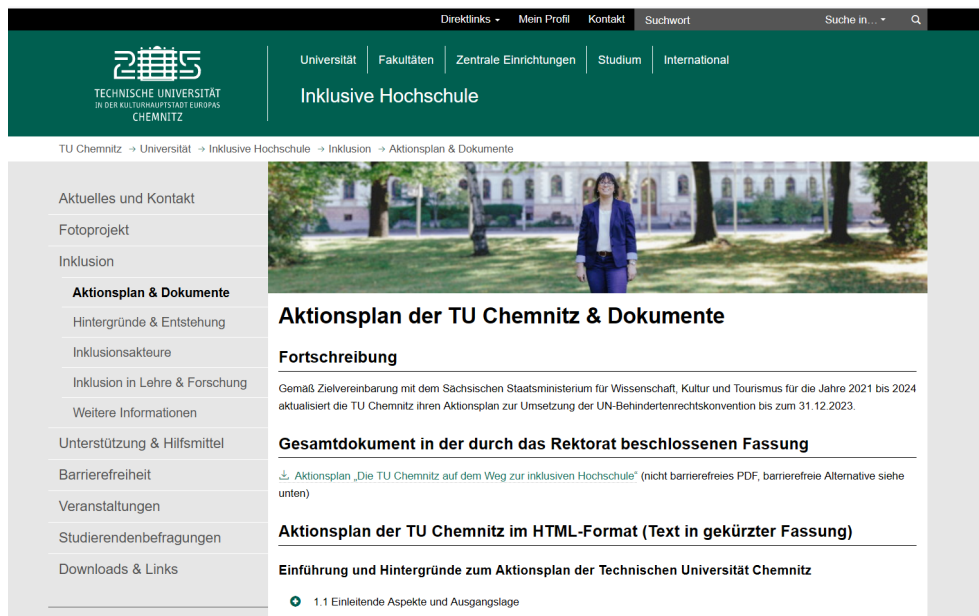 Direktlinks Mein Profil Kontakt Suchwort Suche in...
Universität Fakultäten Zentrale Einrichtungen Studium International
2025
TECHNISCHE UNIVERSITÄT
IN DER KULTURHAUPTSTADT EUROPAS
CHEMNITZ
Inklusive Hochschule
TU Chemnitz → Universität → Inklusive Hochschule → Inklusion → Aktionsplan & Dokumente
Aktuelles und Kontakt
Fotoprojekt
Inklusion
Aktionsplan & Dokumente
Hintergründe & Entstehung
Inklusionsakteure
Inklusion in Lehre & Forschung
Weitere Informationen
Unterstützung & Hilfsmittel
Barrierefreiheit
Veranstaltungen
Studierendenbefragungen
Downloads & Links
Aktionsplan der TU Chemnitz & Dokumente
Fortschreibung
Gemäß Zielvereinbarung mit dem Sächsischen Staatsministerium für Wissenschaft, Kultur und Tourismus für die Jahre 2021 bis 2024
aktualisiert die TU Chemnitz ihren Aktionsplan zur Umsetzung der UN-Behindertenrechtskonvention bis zum 31.12.2023.
Gesamtdokument in der durch das Rektorat beschlossenen Fassung
Aktionsplan „Die TU Chemnitz auf dem Weg zur inklusiven Hochschule“ (nicht barrierefreies PDF, barrierefreie Alternative siehe
unten)
Aktionsplan der TU Chemnitz im HTML-Format (Text in gekürzter Fassung)
Einführung und Hintergründe zum Aktionsplan der Technischen Universität Chemnitz
1.1 Einleitende Aspekte und Ausgangslage